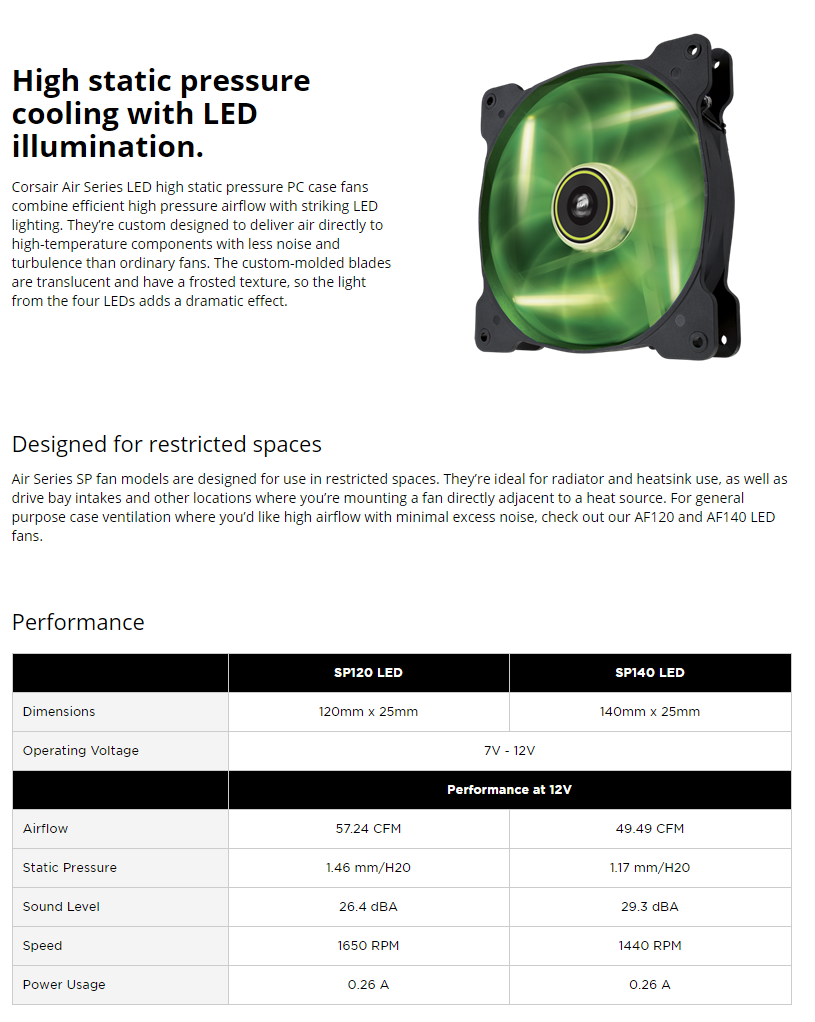 High static pressure
cooling with LED
illumination.
Corsair Air Series LED high static pressure PC case fans
combine efficient high pressure airflow with striking LED
lighting. They’re custom designed to deliver air directly to
high-temperature components with less noise and
turbulence than ordinary fans. The custom-molded blades
are translucent and have a frosted texture, so the light
from the four LEDs adds a dramatic effect.
Designed for restricted spaces
Air Series SP fan models are designed for use in restricted spaces. They’re ideal for radiator and heatsink use, as well as
drive bay intakes and other locations where you’re mounting a fan directly adjacent to a heat source. For general
purpose case ventilation where you’d like high airflow with minimal excess noise, check out our AF120 and AF140 LED
fans.
Performance
SP120 LED SP140 LED
Dimensions 120mm x 25mm 140mm x 25mm
Operating Voltage 7V - 12V
Performance at 12V
Airflow 57.24 CFM 49.49 CFM
Static Pressure 1.46 mm/H20 1.17 mm/H20
Sound Level 26.4 dBA 29.3 dBA
Speed 1650 RPM 1440 RPM
Power Usage 0.26 A 0.26 A